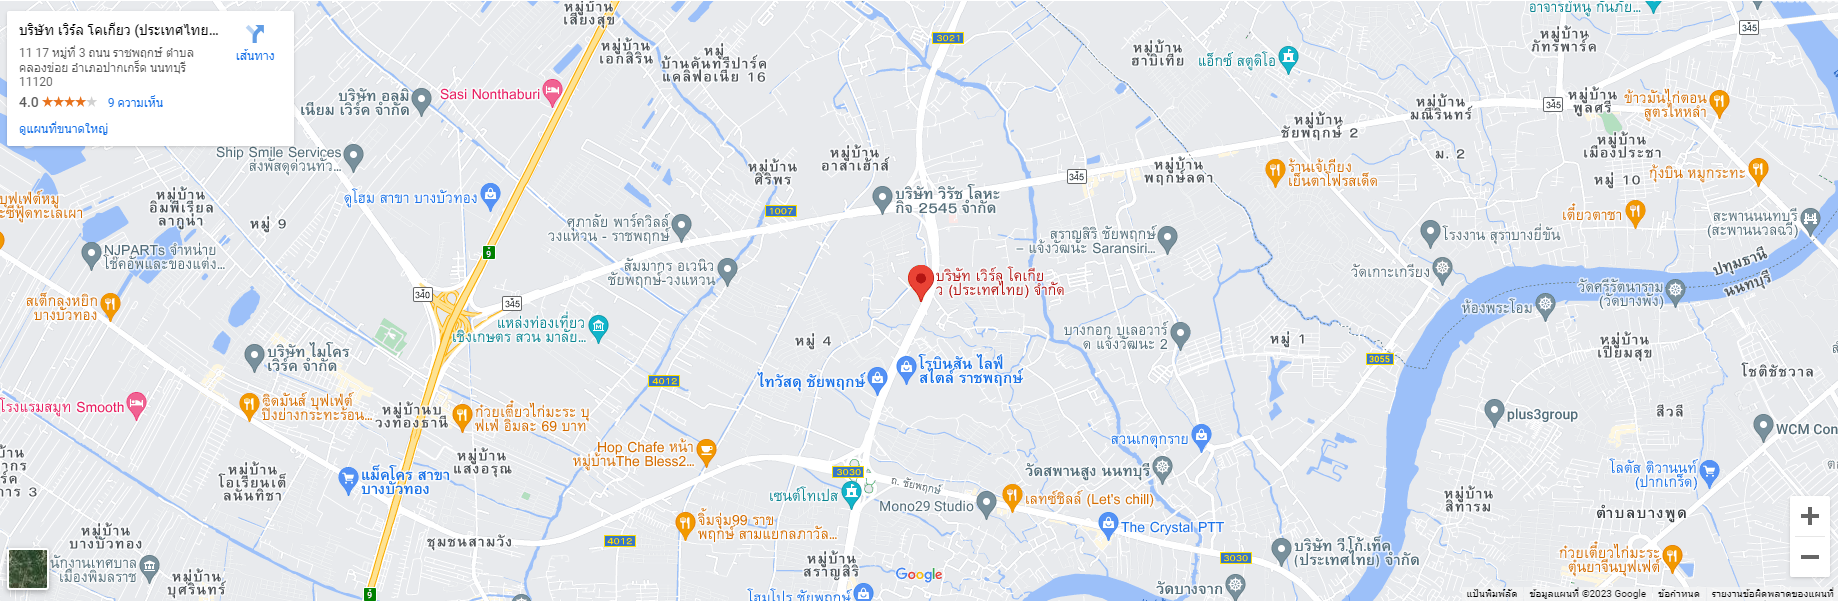 บริษัท เวิร์ล โคเกียว (ประเทศไทย...
11 17 หมู่ที่ 3 ถนน ราชพฤกษ์ ตำบล
คลองข่อย อำเภอปากเกร็ด นนทบุรี
11120
4.0
9 ความเห็น
ดูแผนที่ขนาดใหญ่
เส้นทาง
หมู่บ้าน
เสียงสุข
หมู่บ้าน
เอกสิริน
หมู่
บ้านคันทรีปาร์ค
แคลิฟอเนีย 16
3021
หมู่บ้าน
ฮาบิเทีย
แอ็กซ์ สตูดิโอ
อาจารย์หนู กันภัย...
หมู่บ้าน
ภัทรพาร์ค
345
Sasi Nonthaburi
บริษัท อลูมิ
เนียม เวิร์ค จำกัด
หมู่บ้าน
ชัยพฤกษ์ 2
หมู่บ้าน
มณีรินทร์
345
หมู่บ้าน
พูลศรี
ข้าวมันไก่ตอน
สูตรไหหลำ
Ship Smile Services
ส่งพัสดุด่วนทั่ว...
หมู่บ้าน
ศิริพร
หมู่บ้าน
อาสาเฮ้าส์
345
หมู่บ้าน
พฤกษ์ลดา
ร้านเจ้เกียง
เย็นตาโฟรสเด็ด
ม. 2
หมู่บ้าน
เมืองประชา
หมู่ 10
กุ้งบิน หมูกระทะ
บุฟเฟ่ต์หมู
ะซีฟู้ดทะเลเผา
หมู่บ้าน
อิมพีเรียล
ลากูน่า
หมู่ 9
ดูโฮม สาขา บางบัวทอง
1007
บริษัท วิรัช โลหะ
กิจ 2545 จำกัด
ศุภาลัย พาร์ควิลล์
วงแหวน - ราชพฤกษ์
สราญสิริ ชัยพฤกษ์
– แจ้งวัฒนะ Saransiri...
โรงงาน สุราบางยี่ขัน
เตี๋ยวตาชา
สะพานนนทบุรี
(สะพานนวลฉวี)
NJPARTs จำหน่าย
โช๊คอัพและของแต่ง...
9
สัมมากร อเวนิว
ชัยพฤกษ์-วงแหวน
บริษัท เวิร์ล โคเกีย
ว (ประเทศไทย) จำกัด
วัดเกาะเกรียง
ปทุมธานี
นนทบุรี
340
345
สเต็กลุงหยิก
บางบัวทอง
แหล่งท่องเที่ยว
เชิงเกษตร สวน มาลัย...
หมู่ 4
บางกอก บูเลอวาร์
ด แจ้งวัฒนะ 2
หมู่ 1
ห้องพระโอม
วัดศรีรัตนาราม
(วัดบางพัง)
บริษัท ไมโคร
เวิร์ค จำกัด
3055
หมู่บ้าน
เปี่ยมสุข
โรบินสัน ไลฟ์
สไตล์ ราชพฤกษ์
ไทวัสดุ ชัยพฤกษ์
4012
โชติชัชวาล
โรงแรมสมูท Smooth
ซิดมันส์ บุฟเฟ่ต์
ปิ้งย่างกระทะร้อน...
หมู่บ้านบ
วงทองธานี
ก๋วยเตี๋ยวไก่มะระ บุ
ฟเฟ่ อิ่มละ 69 บาท
plus3group
สิวลี
WCM Con
Hop Chafe หน้า
หมู่บ้านThe Bless2...
สวนเกตุกราย
หมู่บ้าน
โอเรียนเต็
ลนันทิชา
หมู่บ้าน
แสงอรุณ
แม็คโคร สาขา
บางบัวทอง
3030
ถ. ชัยพฤกษ์
วัดสพานสูง นนทบุรี
โลตัส ติวานนท์
(ปากเกร็ด)
เซนต์โทเปส
Mono29 Studio
เลทซ์ชิลล์ (Let's chill)
The Crystal PTT
หมู่บ้าน
สิทารม
ตำบลบางพูด
หมู่บ้าน
บางบัวทอง
ชุมชนสามวัง
4012
จิ้มจุ่ม99 ราช
พฤกษ์ สามแยกลภาวัล...
หมู่บ้าน
สราญสิริ
3030
บริษัท วี.โก้.เท็ค
(ประเทศไทย) จำกัด
ก๋วยเตี๋ยวไก่มะระ
ตุ๋นยาจีนบุฟเฟ่ต์
นักงานเทศบาล
เมืองพิมลราช
หมู่บ้าน
บุศรินทร์
9
โฮมโปร ชัยพฤกษ์
Google
วัดบางจาก
แป้นพิมพ์ลัด
ข้อมูลแผนที่ ©2023 Google
ข้อกำหนด
รายงานข้อผิดพลาดของแผนที่